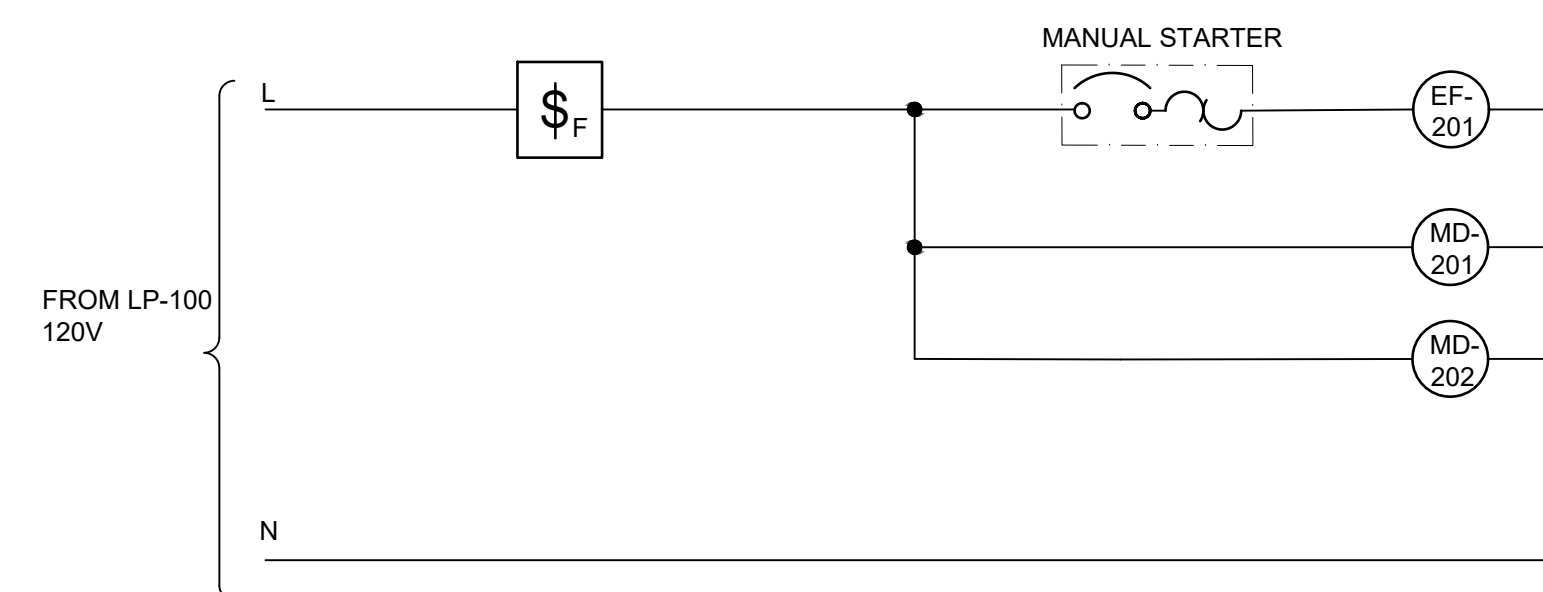 MANUAL STARTER
L
$F
EF-
201
MD-
201
FROM LP-100
120V
MD-
202
N